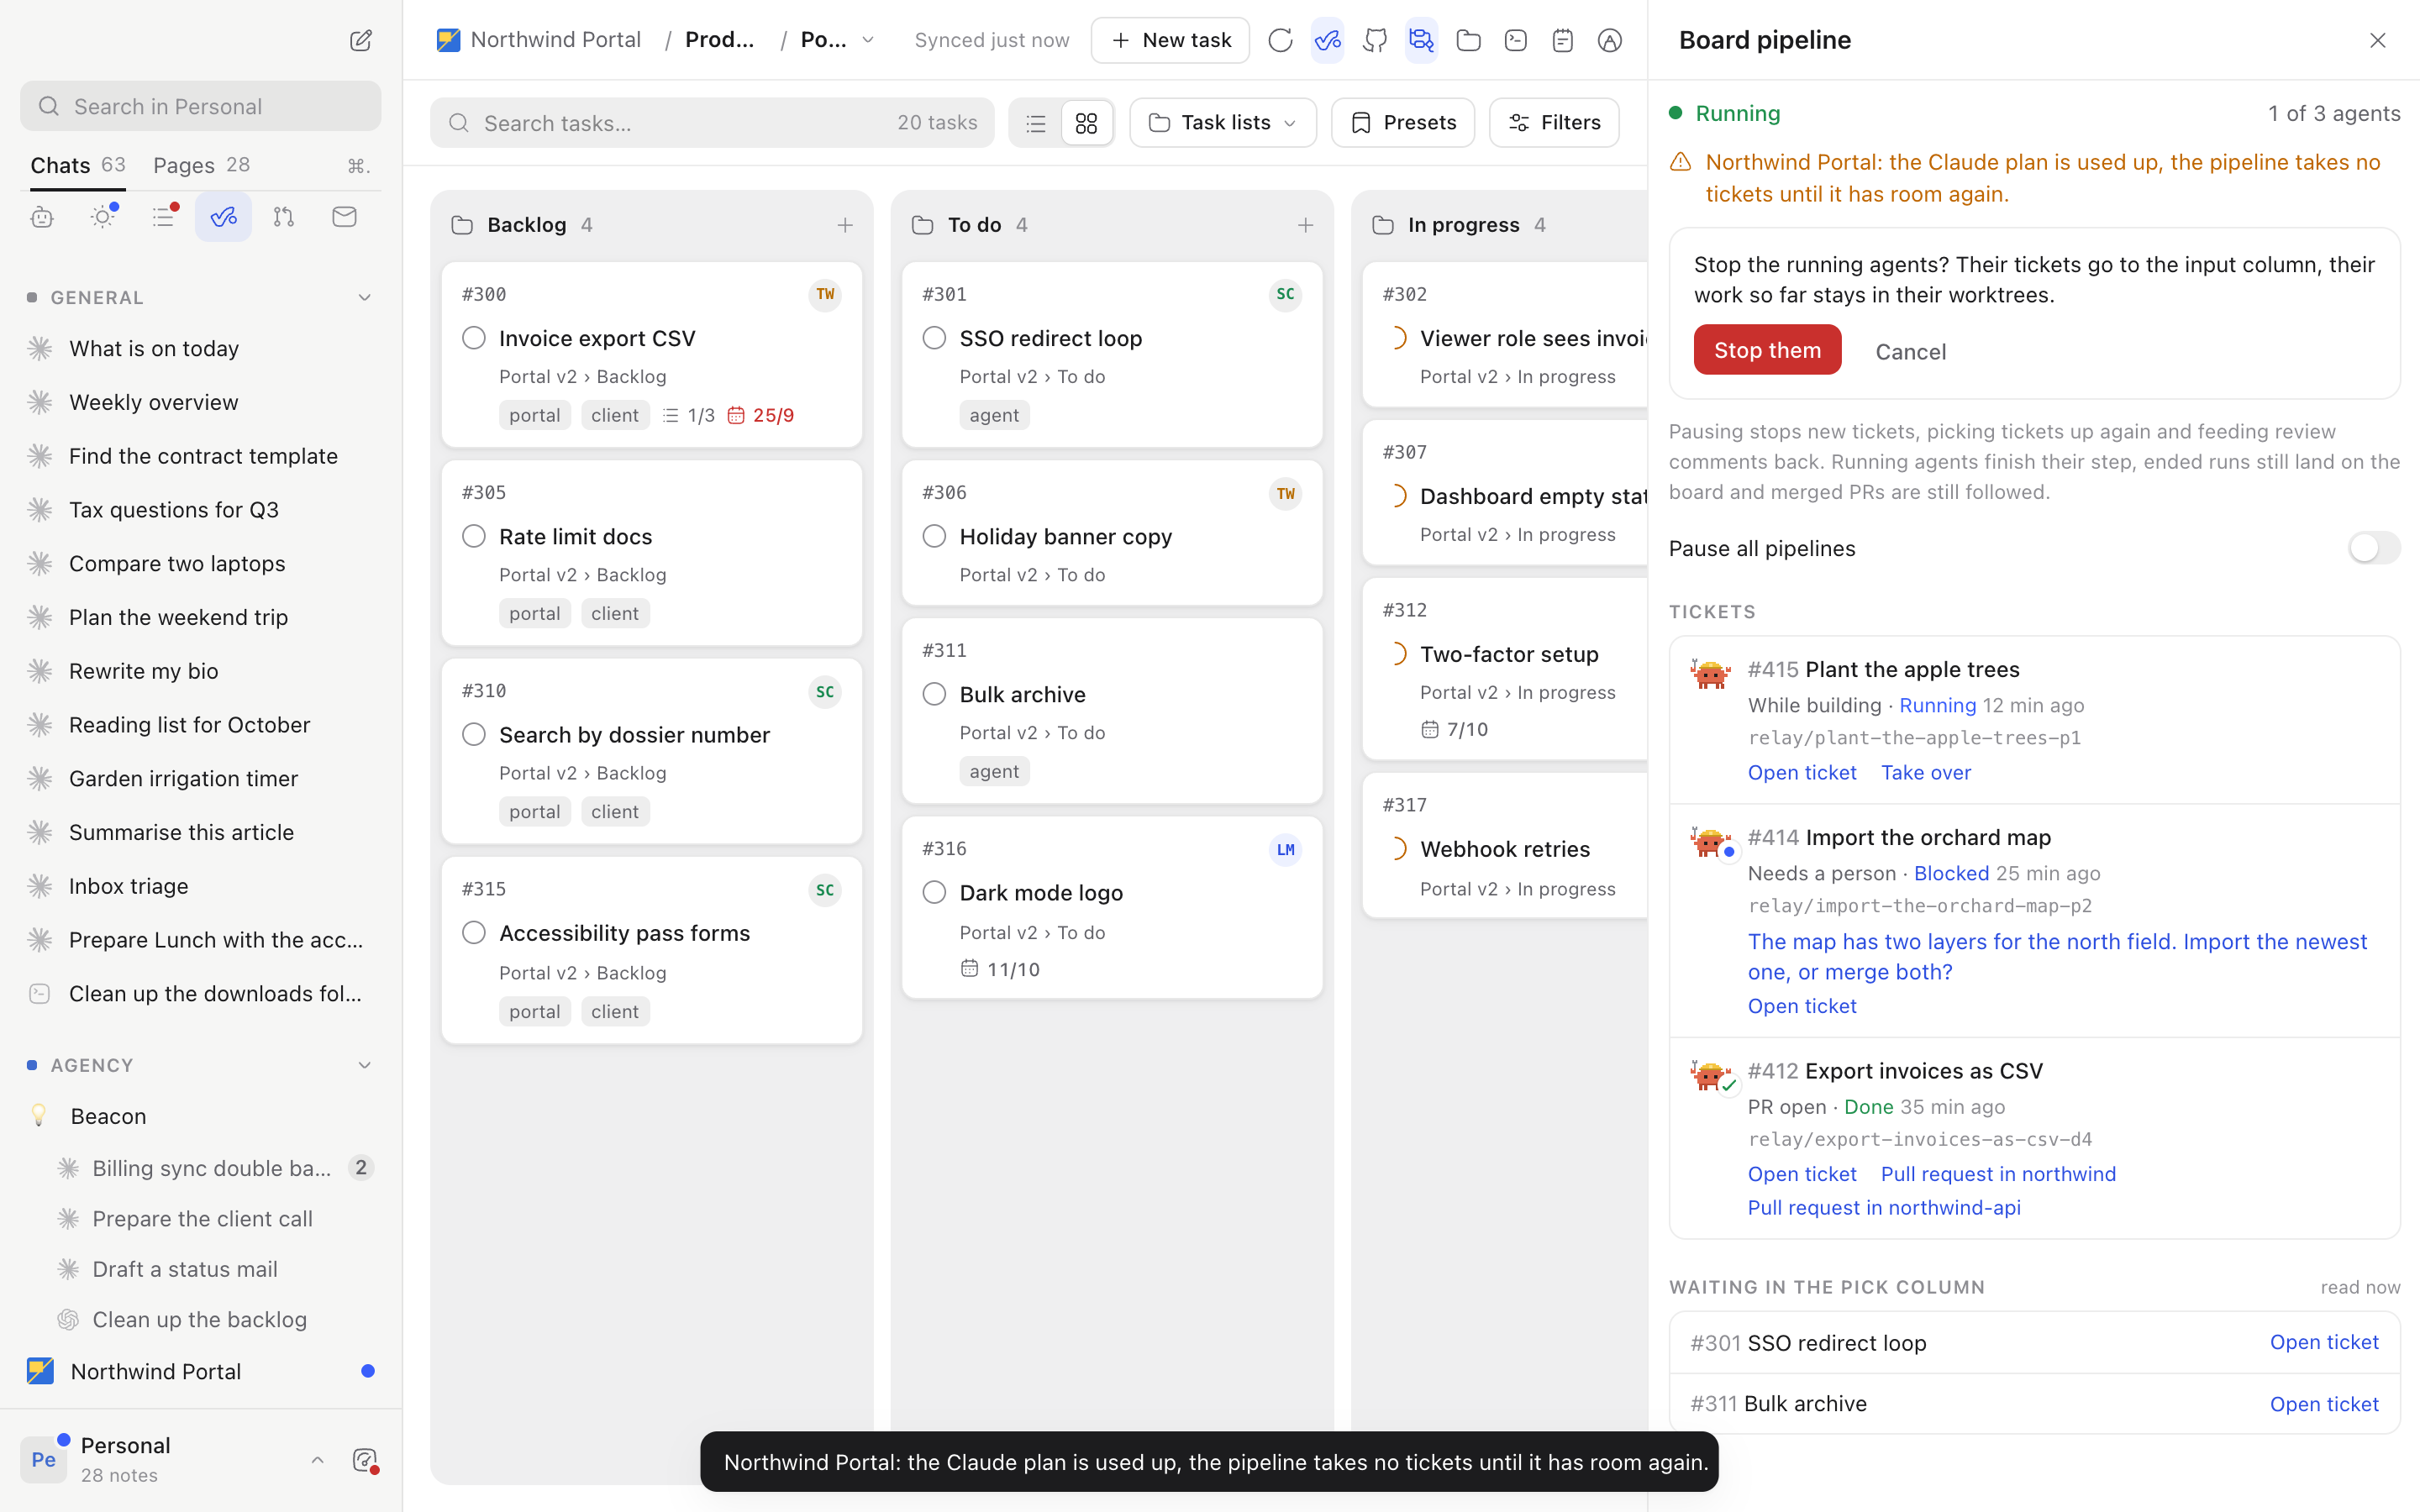 Search in Personal
Chats 63 Pages 28 ⌘.
GENERAL
What is on today
Weekly overview
Find the contract template
Tax questions for Q3
Compare two laptops
Plan the weekend trip
Rewrite my bio
Reading list for October
Garden irrigation timer
Summarise this article
Inbox triage
Prepare Lunch with the acc...
Clean up the downloads fol...
AGENCY
Beacon
Billing sync double ba... 2
Prepare the client call
Draft a status mail
Clean up the backlog
Northwind Portal
Pe Personal
28 notes
Northwind Portal / Prod... / Po... Synced just now + New task
Search tasks... 20 tasks Task lists Presets Filters
Backlog 4
#300 TW
Invoice export CSV
Portal v2 › Backlog
portal client 1/3 25/9
#305
Rate limit docs
Portal v2 › Backlog
portal client
#310 SC
Search by dossier number
Portal v2 › Backlog
portal client
#315 SC
Accessibility pass forms
Portal v2 › Backlog
portal client
To do 4
#301 SC
SSO redirect loop
Portal v2 › To do
agent
#306 TW
Holiday banner copy
Portal v2 › To do
#311
Bulk archive
Portal v2 › To do
agent
#316 LM
Dark mode logo
Portal v2 › To do
11/10
In progress 4
#302
Viewer role sees invoi
Portal v2 › In progress
#307
Dashboard empty stat
Portal v2 › In progress
#312
Two-factor setup
Portal v2 › In progress
7/10
#317
Webhook retries
Portal v2 › In progress
Board pipeline
Running 1 of 3 agents
Northwind Portal: the Claude plan is used up, the pipeline takes no
tickets until it has room again.
Stop the running agents? Their tickets go to the input column, their
work so far stays in their worktrees.
Stop them Cancel
Pausing stops new tickets, picking tickets up again and feeding review
comments back. Running agents finish their step, ended runs still land on the
board and merged PRs are still followed.
Pause all pipelines
TICKETS
#415 Plant the apple trees
While building · Running 12 min ago
relay/plant-the-apple-trees-p1
Open ticket Take over
#414 Import the orchard map
Needs a person · Blocked 25 min ago
relay/import-the-orchard-map-p2
The map has two layers for the north field. Import the newest
one, or merge both?
Open ticket
#412 Export invoices as CSV
PR open · Done 35 min ago
relay/export-invoices-as-csv-d4
Open ticket Pull request in northwind
Pull request in northwind-api
WAITING IN THE PICK COLUMN read now
#301 SSO redirect loop Open ticket
#311 Bulk archive Open ticket
Northwind Portal: the Claude plan is used up, the pipeline takes no tickets until it has room again.